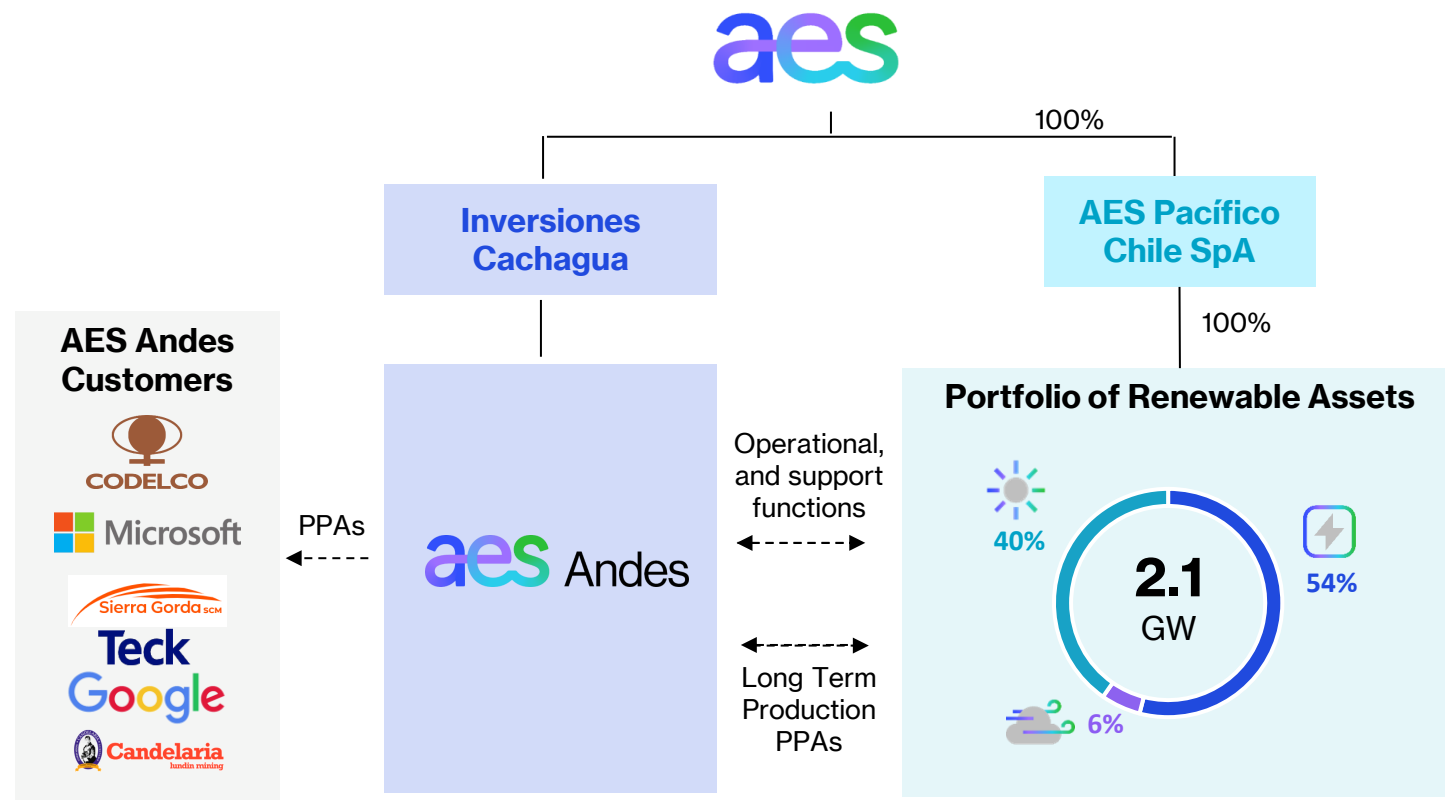 aes
100%
Inversiones
Cachagua
AES Pacífico
Chile SpA
100%
AES Andes
Customers
CODELCO
Microsoft
Sierra Gorda SCM
Teck
Google
Candelaria
lundin mining
PPAs
aes Andes
Operational,
and support
functions
Long Term
Production
PPAs
Portfolio of Renewable Assets
40%
54%
2.1
GW
6%